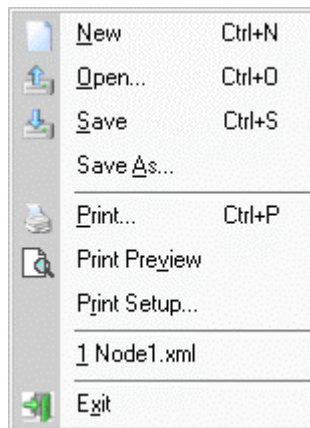 New Ctrl+N
Open... Ctrl+O
Save Ctrl+S
Save As...
Print... Ctrl+P
Print Preview
Print Setup...
1 Node1.xml
Exit